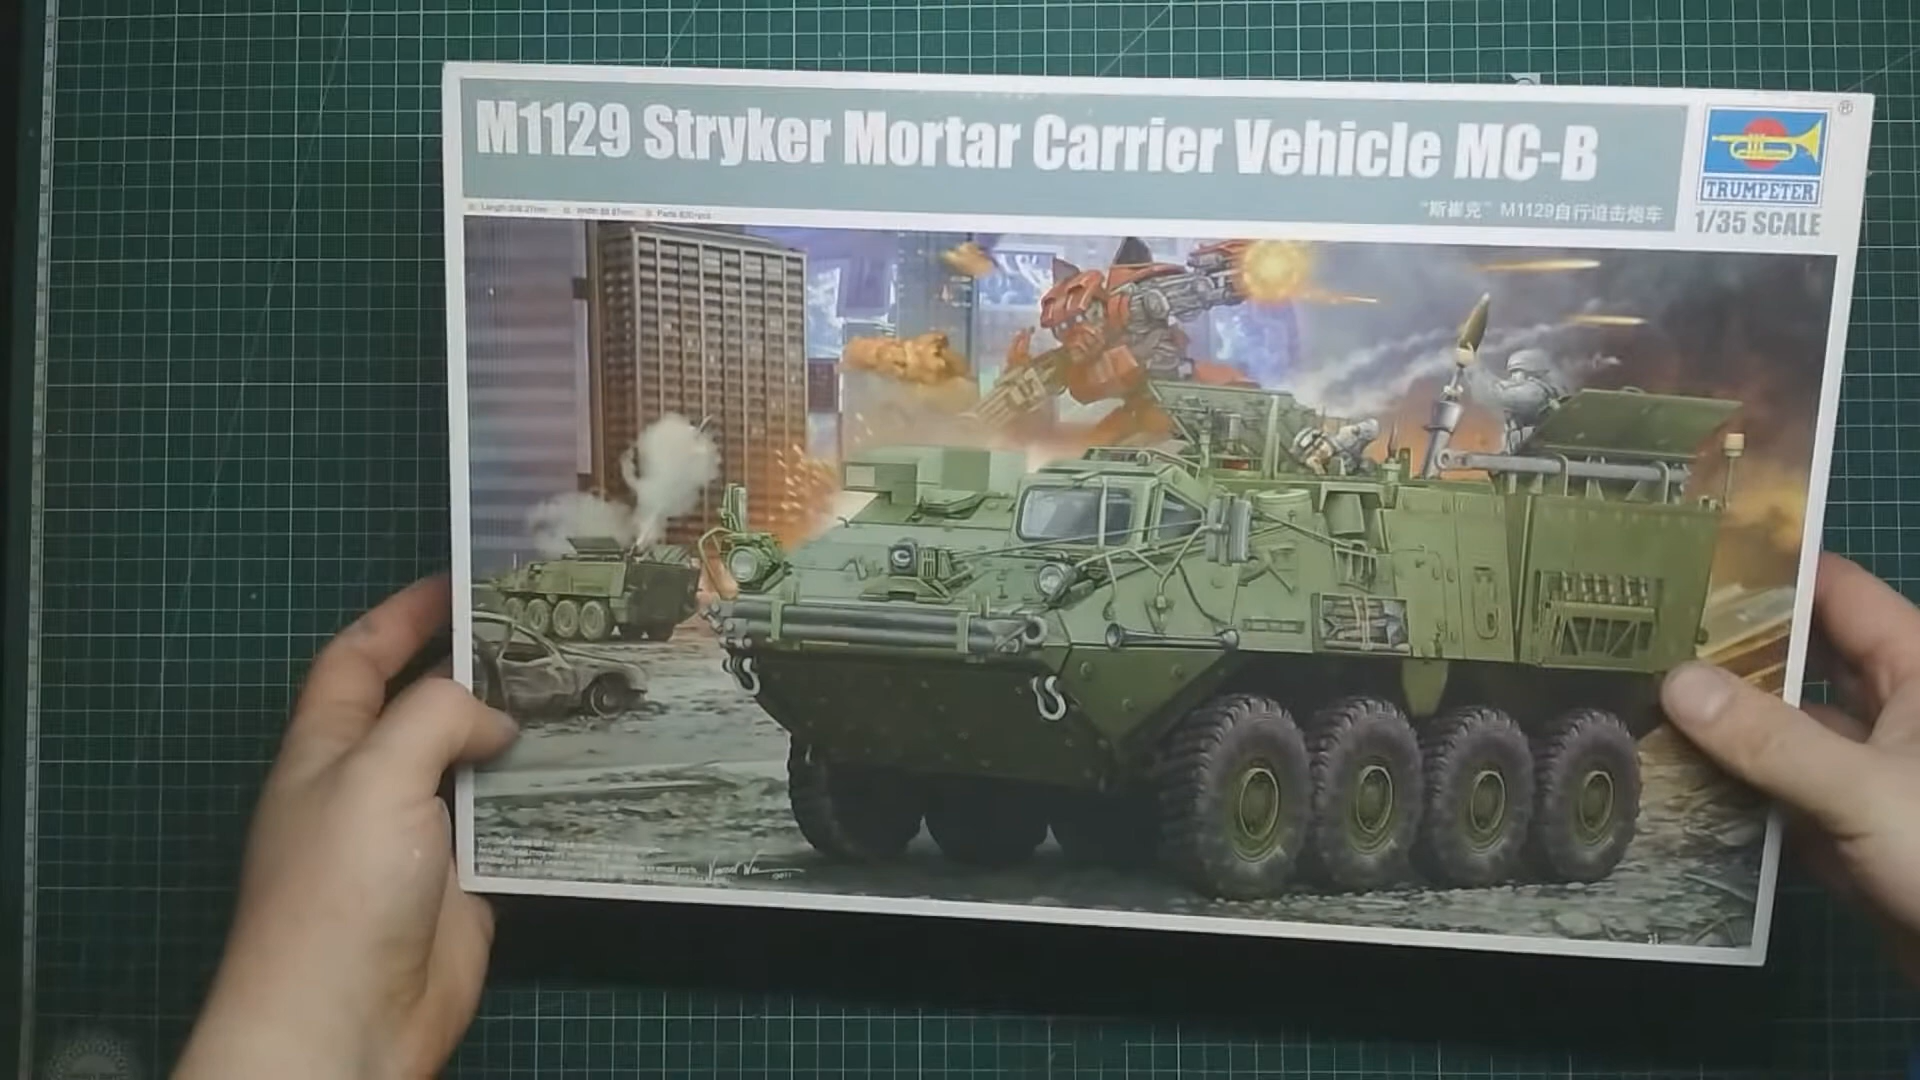 M1129 Stryker Mortar Carrier Vehicle MC-B
"斯崔克" M1129自行迫击炮车
TRUMPETER
®
1/35 SCALE